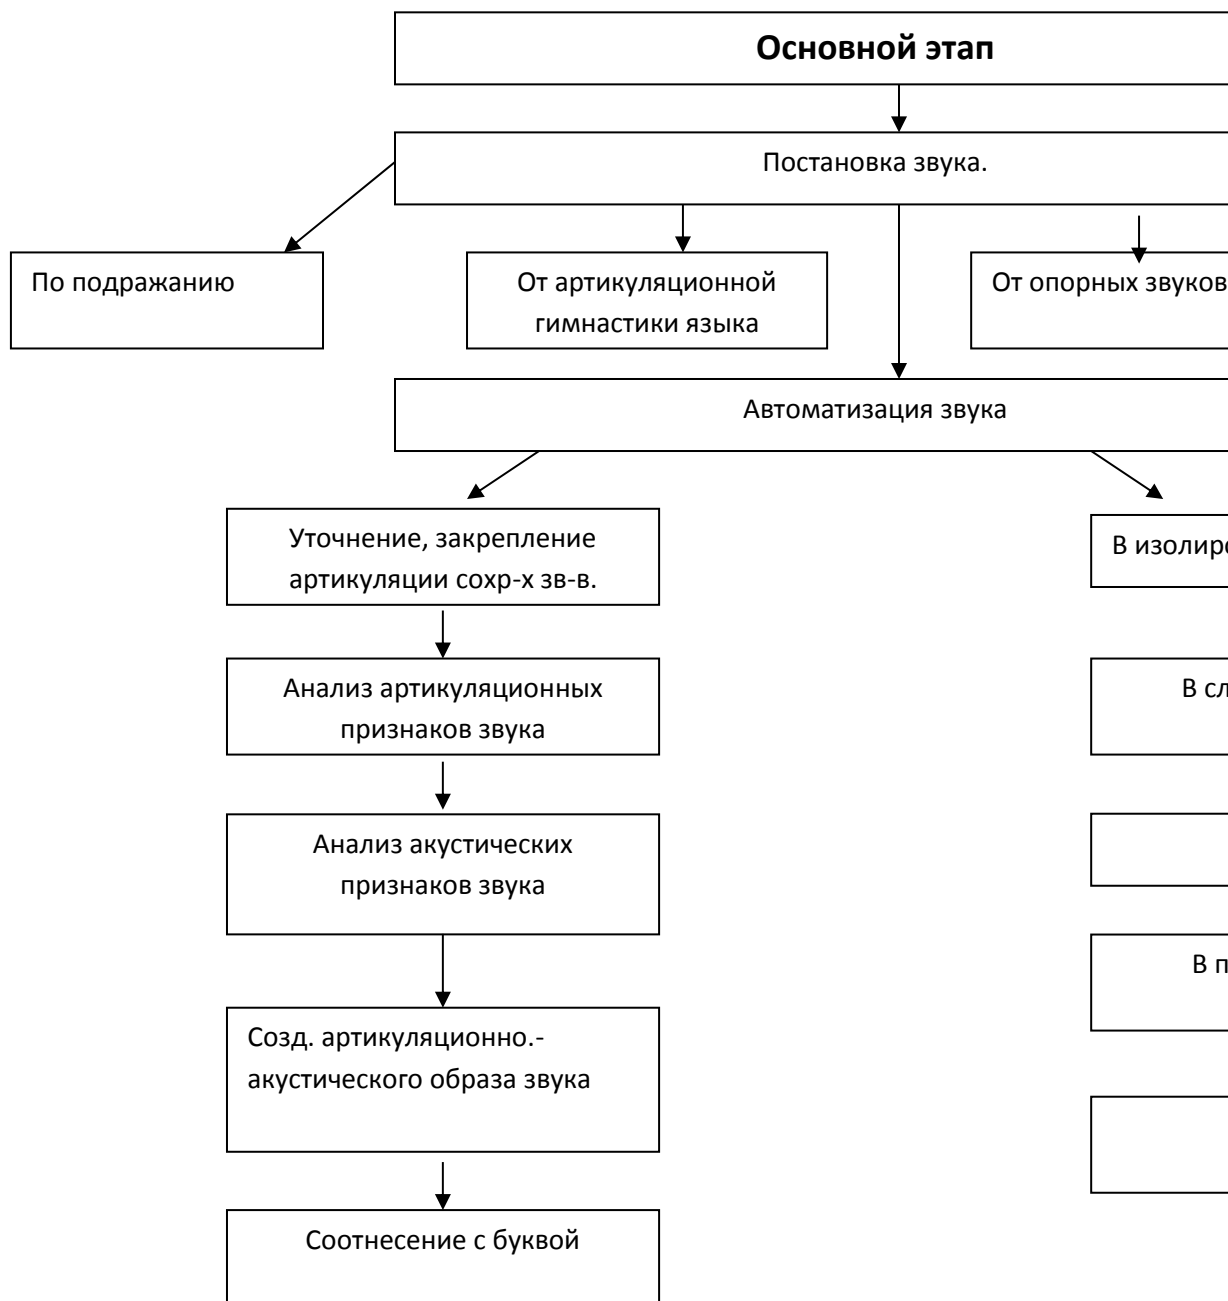 Основной этап
Постановка звука.
По подражанию
От артикуляционной
гимнастики языка
От опорных звуков
Автоматизация звука
Уточнение, закрепление
артикуляции сохр-х зв-в.
Анализ артикуляционных
признаков звука
Анализ акустических
признаков звука
Созд. артикуляционно.-
акустического образа звука
Соотнесение с буквой
В
В
В